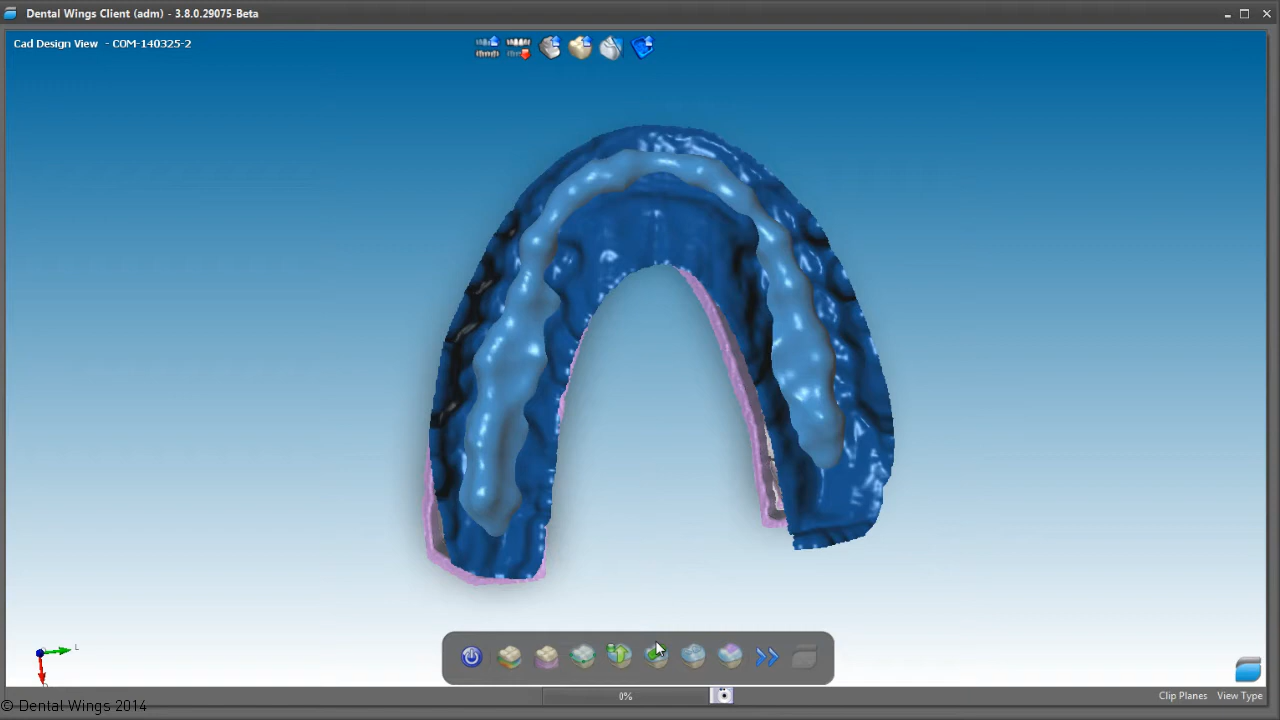 Dental Wings Client (adm) - 3.8.0.29075-Beta
Cad Design View - COM-140325-2
L
0%
Clip Planes View Type
© Dental Wings 2014